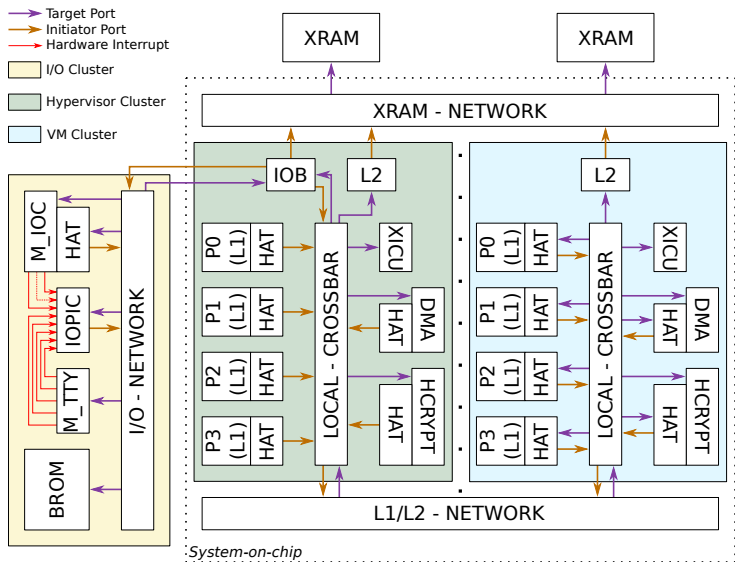 Target Port
Initiator Port
Hardware Interrupt
I/O Cluster
Hypervisor Cluster
VM Cluster
XRAM
XRAM
XRAM - NETWORK
IOB
L2
L2
M_IOC
HAT
IOPIC
M_TTY
BROM
I/O - NETWORK
P0
(L1)
HAT
P1
(L1)
HAT
P2
(L1)
HAT
P3
(L1)
HAT
LOCAL - CROSSBAR
XICU
DMA
HAT
HCRYPT
HAT
P0
(L1)
HAT
P1
(L1)
HAT
P2
(L1)
HAT
P3
(L1)
HAT
LOCAL - CROSSBAR
XICU
DMA
HAT
HCRYPT
HAT
L1/L2 - NETWORK
System-on-chip